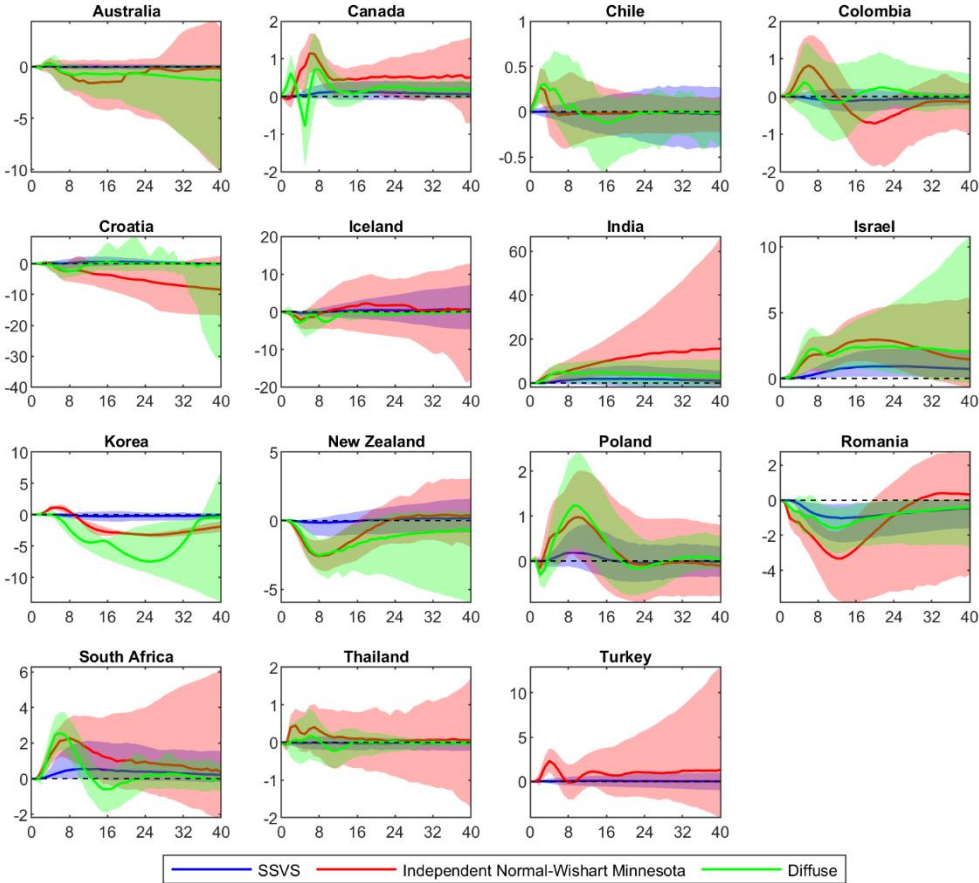 Australia
0
-5
-10
0 8 16 24 32 40
Canada
2
1
0
-1
-2
0 8 16 24 32 40
Chile
1
0.5
0
-0.5
0 8 16 24 32 40
Colombia
2
1
0
-1
-2
0 8 16 24 32 40
Croatia
0
-10
-20
-30
-40
0 8 16 24 32 40
Iceland
20
10
0
-10
-20
0 8 16 24 32 40
India
60
40
20
0
0 8 16 24 32 40
Israel
10
5
0
0 8 16 24 32 40
Korea
10
5
0
-5
-10
0 8 16 24 32 40
New Zealand
5
0
-5
0 8 16 24 32 40
Poland
2
1
0
0 8 16 24 32 40
Romania
2
0
-2
-4
0 8 16 24 32 40
South Africa
6
4
2
0
-2
0 8 16 24 32 40
Thailand
2
1
0
-1
-2
0 8 16 24 32 40
Turkey
10
5
0
0 8 16 24 32 40
SSVS Independent Normal-Wishart Minnesota Diffuse